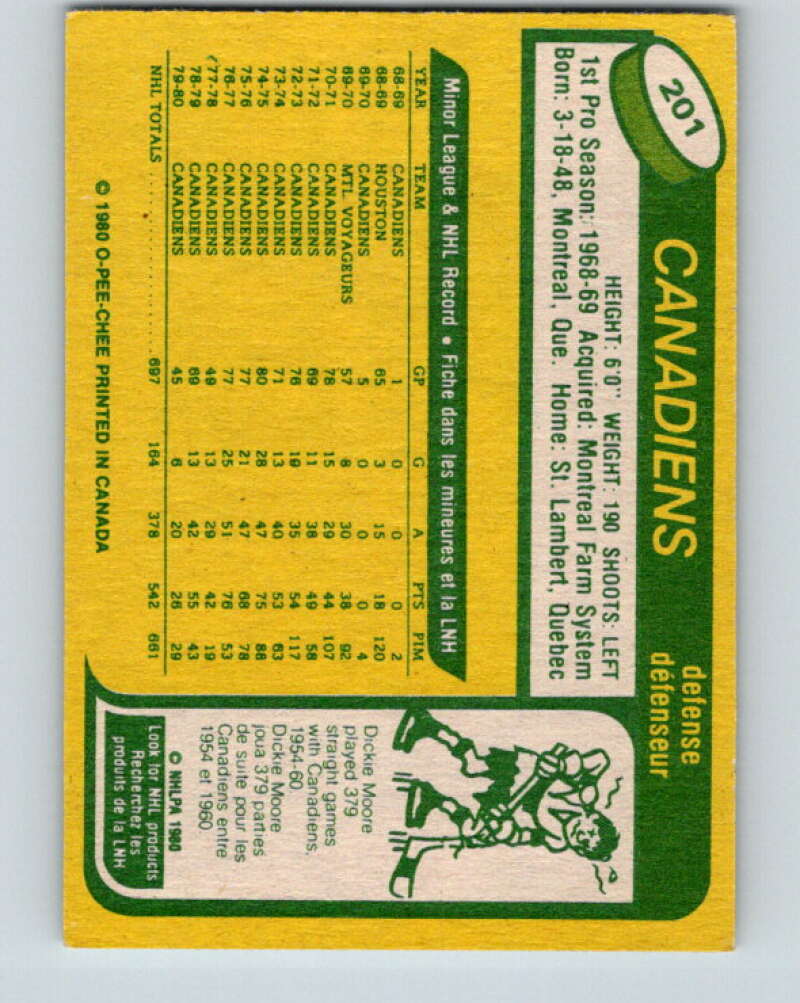 201
CANADIENS
defense
défenseur
HEIGHT: 6'0" WEIGHT: 190 SHOOTS: LEFT
1st Pro Season: 1968-69 Acquired: Montreal Farm System
Born: 3-18-48, Montreal, Que. Home: St. Lambert, Quebec
Minor League & NHL Record • Fiche dans les mineures et la LNH
YEAR TEAM GP G A PTS PIM
68-69 CANADIENS 1 0 0 0 2
68-69 HOUSTON 65 3 15 18 120
69-70 CANADIENS 5 0 0 0 4
69-70 MTL VOYAGEURS 57 8 30 38 92
70-71 CANADIENS 78 15 29 44 107
71-72 CANADIENS 69 11 38 49 58
72-73 CANADIENS 76 19 35 54 117
73-74 CANADIENS 71 13 40 53 63
74-75 CANADIENS 80 28 47 75 88
75-76 CANADIENS 77 21 47 68 78
76-77 CANADIENS 77 25 51 76 53
77-78 CANADIENS 49 13 29 42 19
78-79 CANADIENS 69 13 42 55 43
79-80 CANADIENS 45 6 20 26 29
NHL TOTALS ........... 697 164 378 542 661
© 1980 O-PEE-CHEE PRINTED IN CANADA
Dickie Moore
played 379
straight games
with Canadiens,
1954-60.
Dickie Moore
joua 379 parties
de suite pour les
Canadiens entre
1954 et 1960
© NHLPA 1980
Look for NHL products
Recherchez les
produits de la LNH